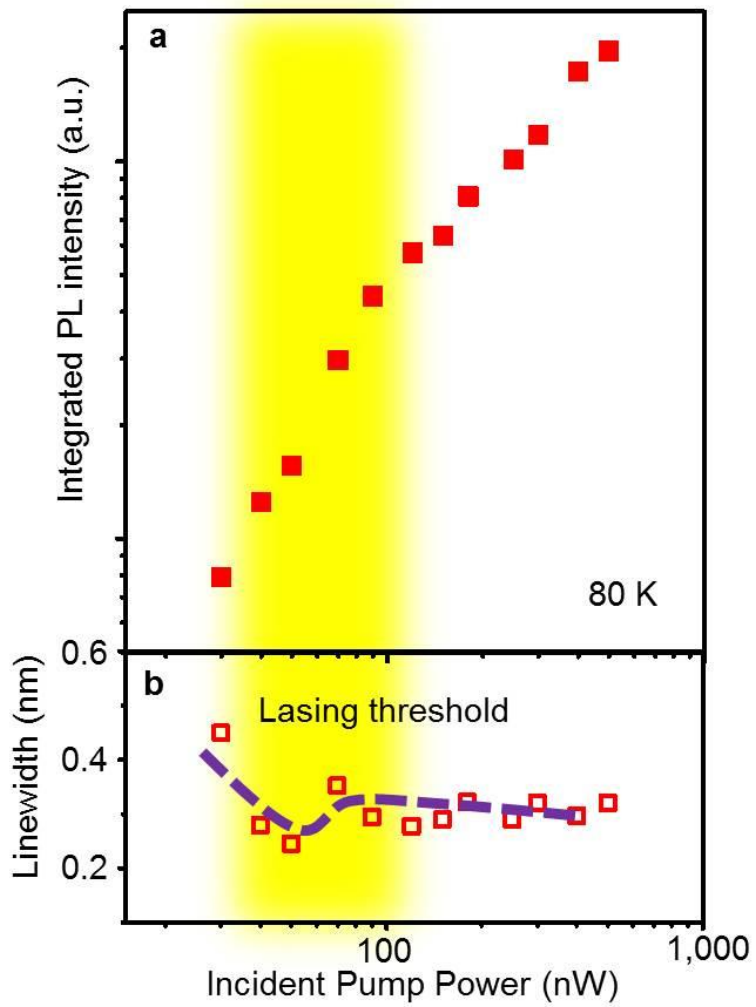 a
Integrated PL intensity (a.u.)
80 K
0.6
b
Lasing threshold
Linewidth (nm)
0.4
0.2
100
1,000
Incident Pump Power (nW)